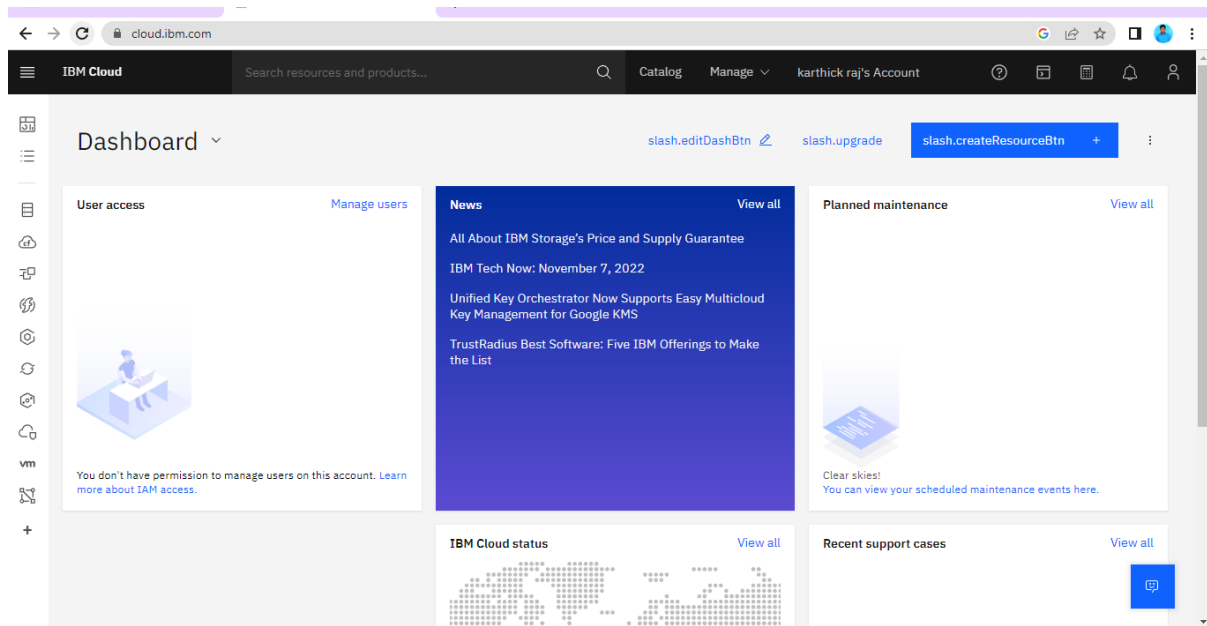 cloud.ibm.com
IBM Cloud
Search resources and products...
Catalog
Manage
karthick raj's Account
Dashboard
slash.editDashBtn
slash.upgrade
slash.createResourceBtn +
User access
Manage users
You don't have permission to manage users on this account. Learn
more about IAM access.
News
View all
All About IBM Storage's Price and Supply Guarantee
IBM Tech Now: November 7, 2022
Unified Key Orchestrator Now Supports Easy Multicloud
Key Management for Google KMS
TrustRadius Best Software: Five IBM Offerings to Make
the List
Planned maintenance
View all
Clear skies!
You can view your scheduled maintenance events here.
vm
IBM Cloud status
View all
Recent support cases
View all